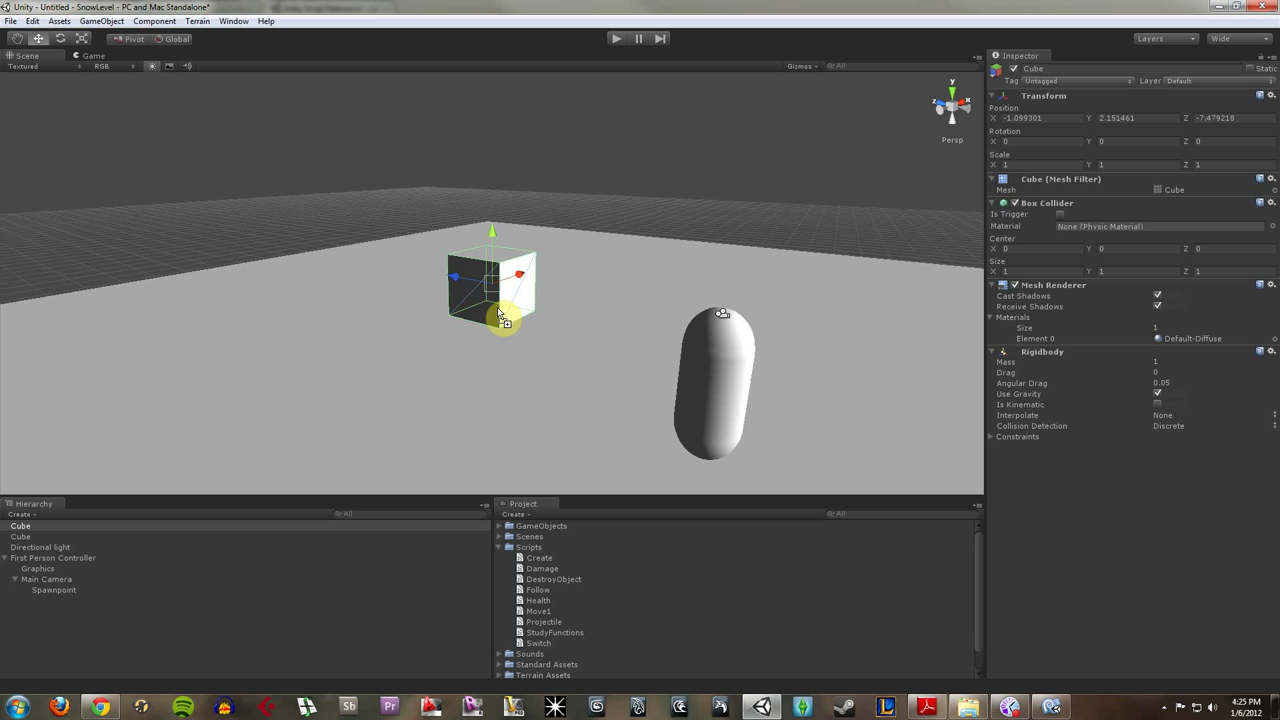 Unity - Untitled - SnowLevel - PC and Mac Standalone*
File Edit Assets GameObject Component Terrain Window Help
Pivot Global Layers Wide
Scene Game
Textured RGB Gizmos All
y
x
z
Persp
Inspector
Cube Static
Tag Untagged Layer Default
Transform
Position
X -1.099301 Y 2.151461 Z -7.479218
Rotation
X 0 Y 0 Z 0
Scale
X 1 Y 1 Z 1
Cube (Mesh Filter)
Mesh Cube
Box Collider
Is Trigger
Material None (Physic Material)
Center
X 0 Y 0 Z 0
Size
X 1 Y 1 Z 1
Mesh Renderer
Cast Shadows
Receive Shadows
Materials
Size 1
Element 0 Default-Diffuse
Rigidbody
Mass 1
Drag 0
Angular Drag 0.05
Use Gravity
Is Kinematic
Interpolate None
Collision Detection Discrete
Constraints
Hierarchy
Create All
Cube
Cube
Directional light
First Person Controller
Graphics
Main Camera
Spawnpoint
Project
Create All
GameObjects
Scenes
Scripts
Create
Damage
DestroyObject
Follow
Health
Move1
Projectile
StudyFunctions
Switch
Sounds
Standard Assets
Terrain Assets
Sb Pr
4:25 PM
1/6/2012